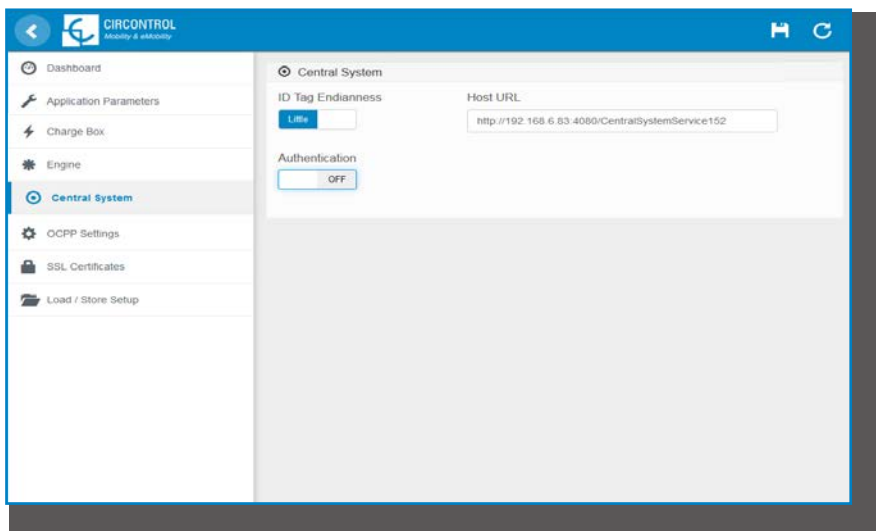 CIRCONTROL
Mobility & eMobility
Dashboard
Application Parameters
Charge Box
Engine
Central System
OCPP Settings
SSL Certificates
Load / Store Setup
Central System
ID Tag Endianness
Host URL
Little
http://192.168.6.83:4080/CentralSystemService152
Authentication
OFF